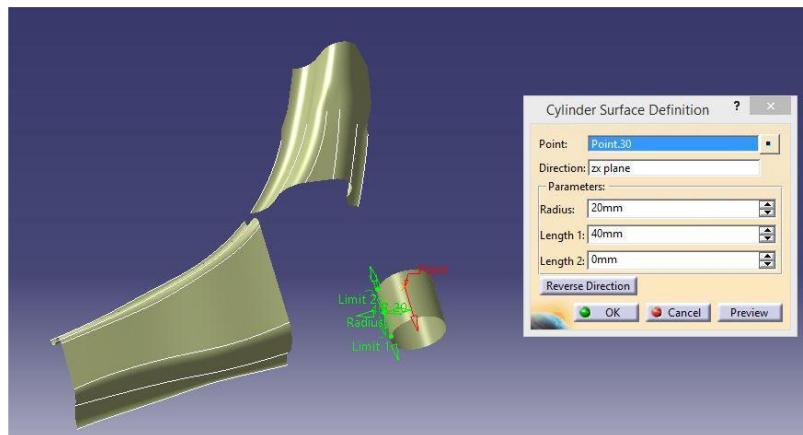 Cylinder Surface Definition ? ×
Point: Point.30
Direction: zx plane
Parameters:
Radius: 20mm
Length 1: 40mm
Length 2: 0mm
Reverse Direction
OK Cancel Preview
Limit 2
Radius
Limit 1